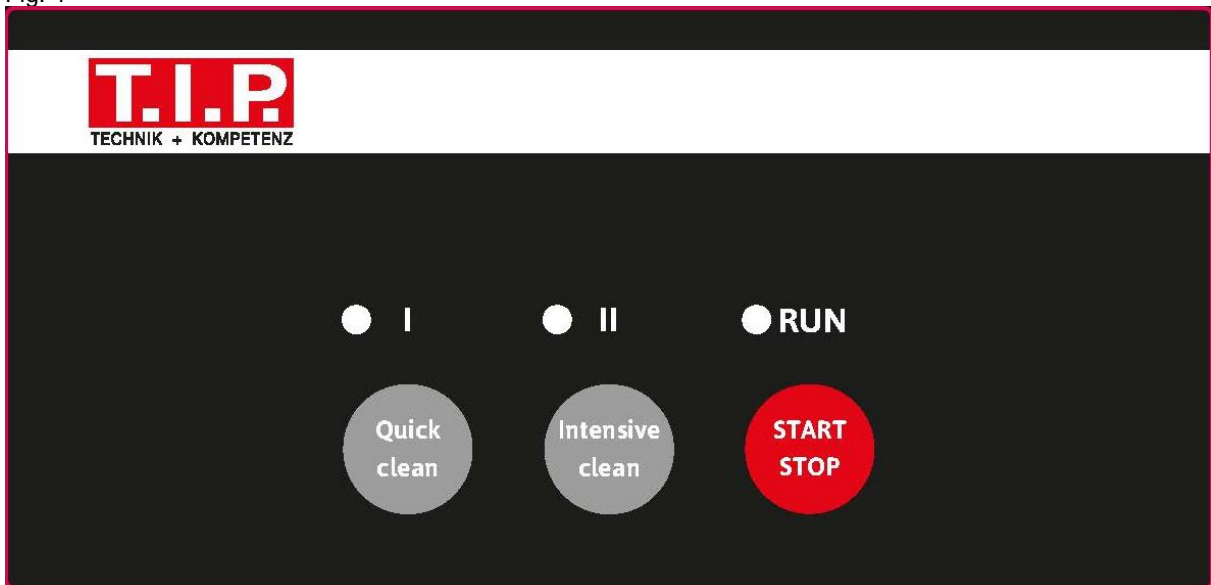 T.I.P.
TECHNIK + KOMPETENZ
I
II
RUN
Quick
clean
Intensive
clean
START
STOP